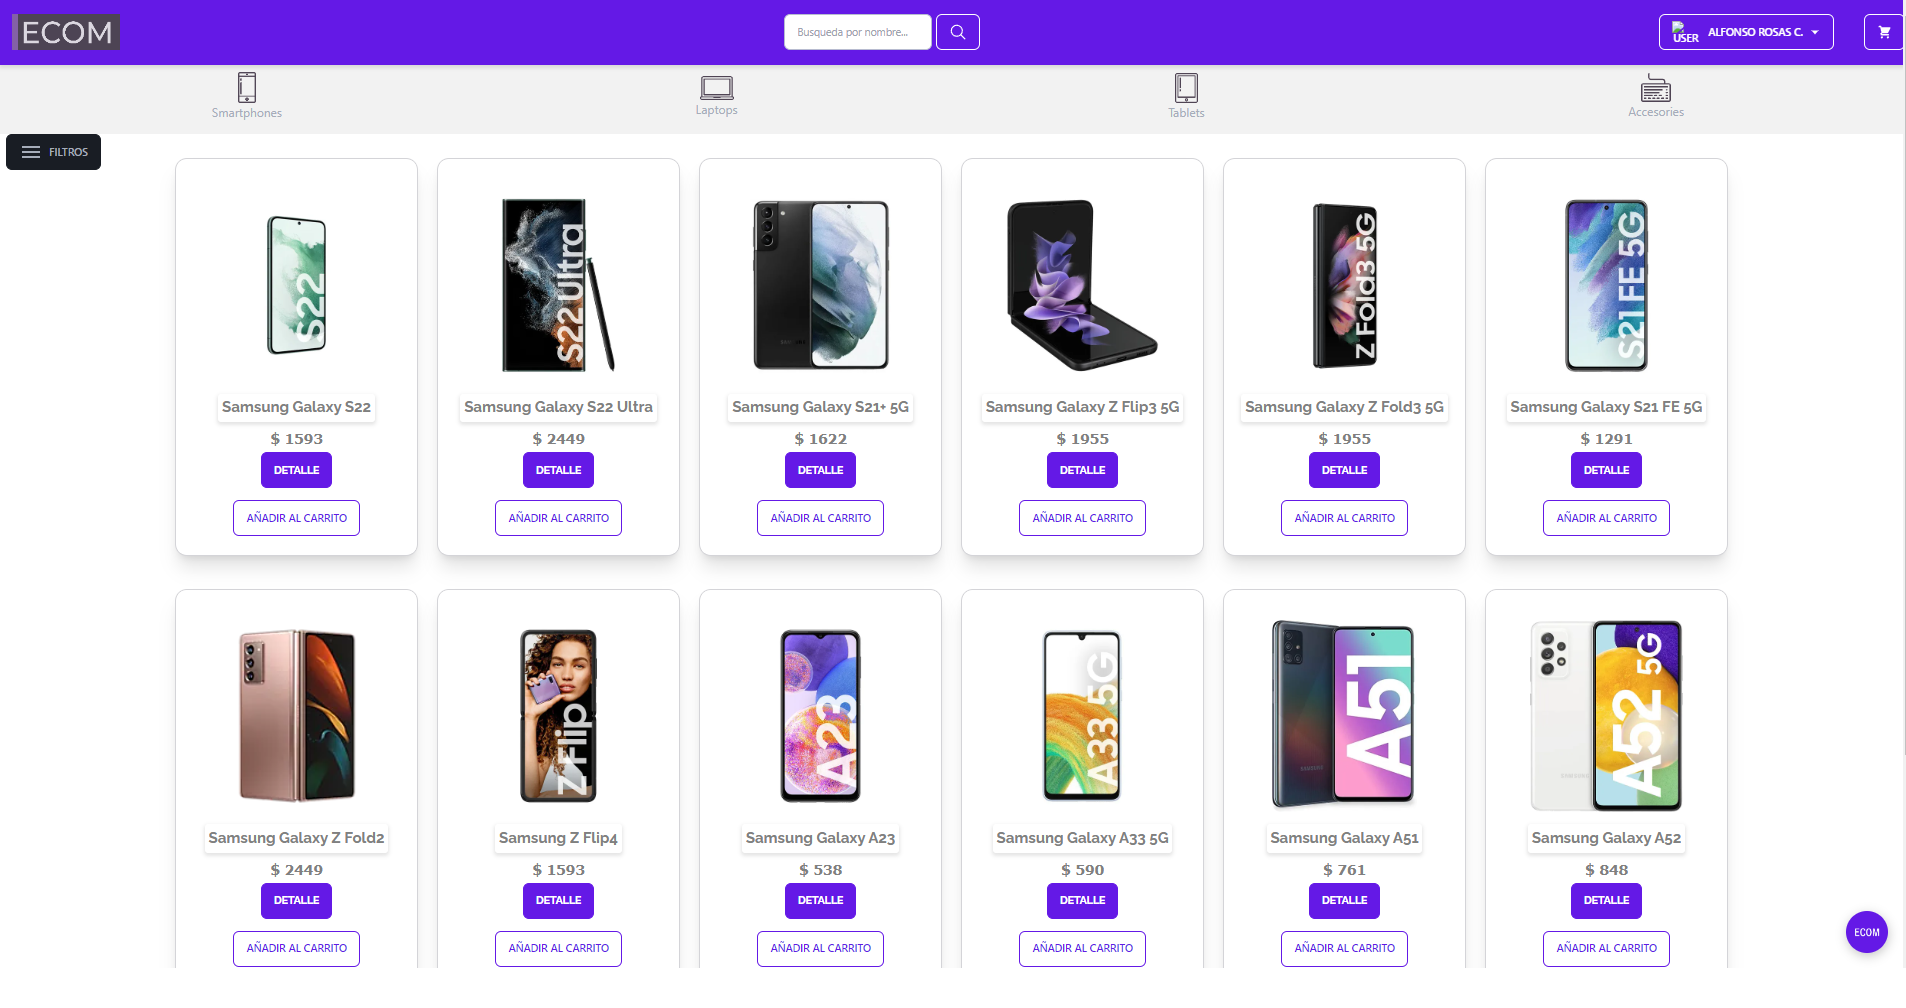 ECOM
Busqueda por nombre...
USER
ALFONSO ROSAS C.
Smartphones
Laptops
Tablets
Accesories
FILTROS
S22
S22 Ultra
Z Fold3 5G
S21 FE 5G
Samsung Galaxy S22
Samsung Galaxy S22 Ultra
Samsung Galaxy S21+ 5G
Samsung Galaxy Z Flip3 5G
Samsung Galaxy Z Fold3 5G
Samsung Galaxy S21 FE 5G
$ 1593
$ 2449
$ 1622
$ 1955
$ 1955
$ 1291
DETALLE
DETALLE
DETALLE
DETALLE
DETALLE
DETALLE
AÑADIR AL CARRITO
AÑADIR AL CARRITO
AÑADIR AL CARRITO
AÑADIR AL CARRITO
AÑADIR AL CARRITO
AÑADIR AL CARRITO
Z Flip
A23
A33 5G
A51
A52 5G
Samsung Galaxy Z Fold2
Samsung Z Flip4
Samsung Galaxy A23
Samsung Galaxy A33 5G
Samsung Galaxy A51
Samsung Galaxy A52
$ 2449
$ 1593
$ 538
$ 590
$ 761
$ 848
DETALLE
DETALLE
DETALLE
DETALLE
DETALLE
DETALLE
AÑADIR AL CARRITO
AÑADIR AL CARRITO
AÑADIR AL CARRITO
AÑADIR AL CARRITO
AÑADIR AL CARRITO
AÑADIR AL CARRITO
ECOM